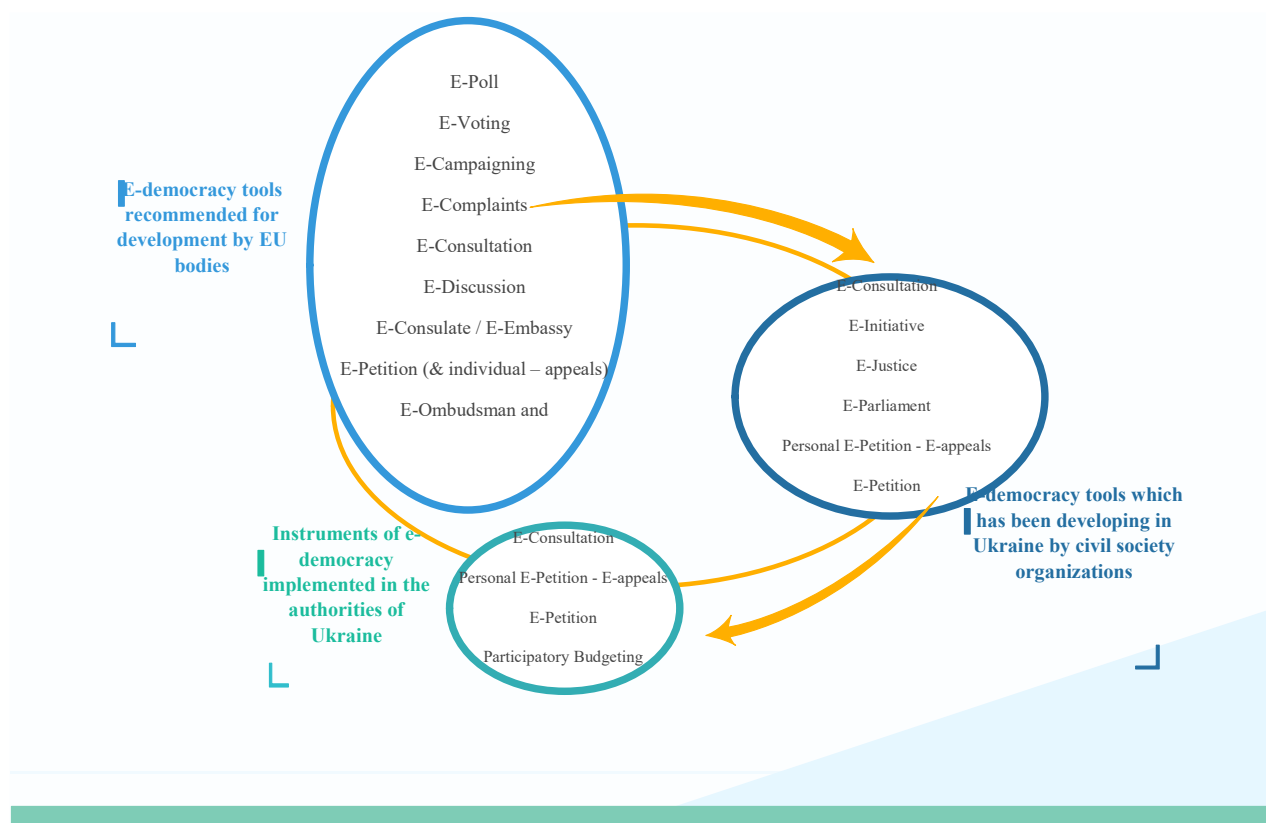 E-Poll
E-Voting
E-Campaigning
E-Complaints
E-Consultation
E-Discussion
E-Consulate / E-Embassy
E-Petition (& individual – appeals)
E-Ombudsman and
E-democracy tools
recommended for
development by EU
bodies
E-Consultation
E-Initiative
E-Justice
E-Parliament
Personal E-Petition - E-appeals
E-Petition
E-democracy tools which
has been developing in
Ukraine by civil society
organizations
Instruments of e-
democracy
implemented in the
authorities of
Ukraine
E-Consultation
Personal E-Petition - E-appeals
E-Petition
Participatory Budgeting